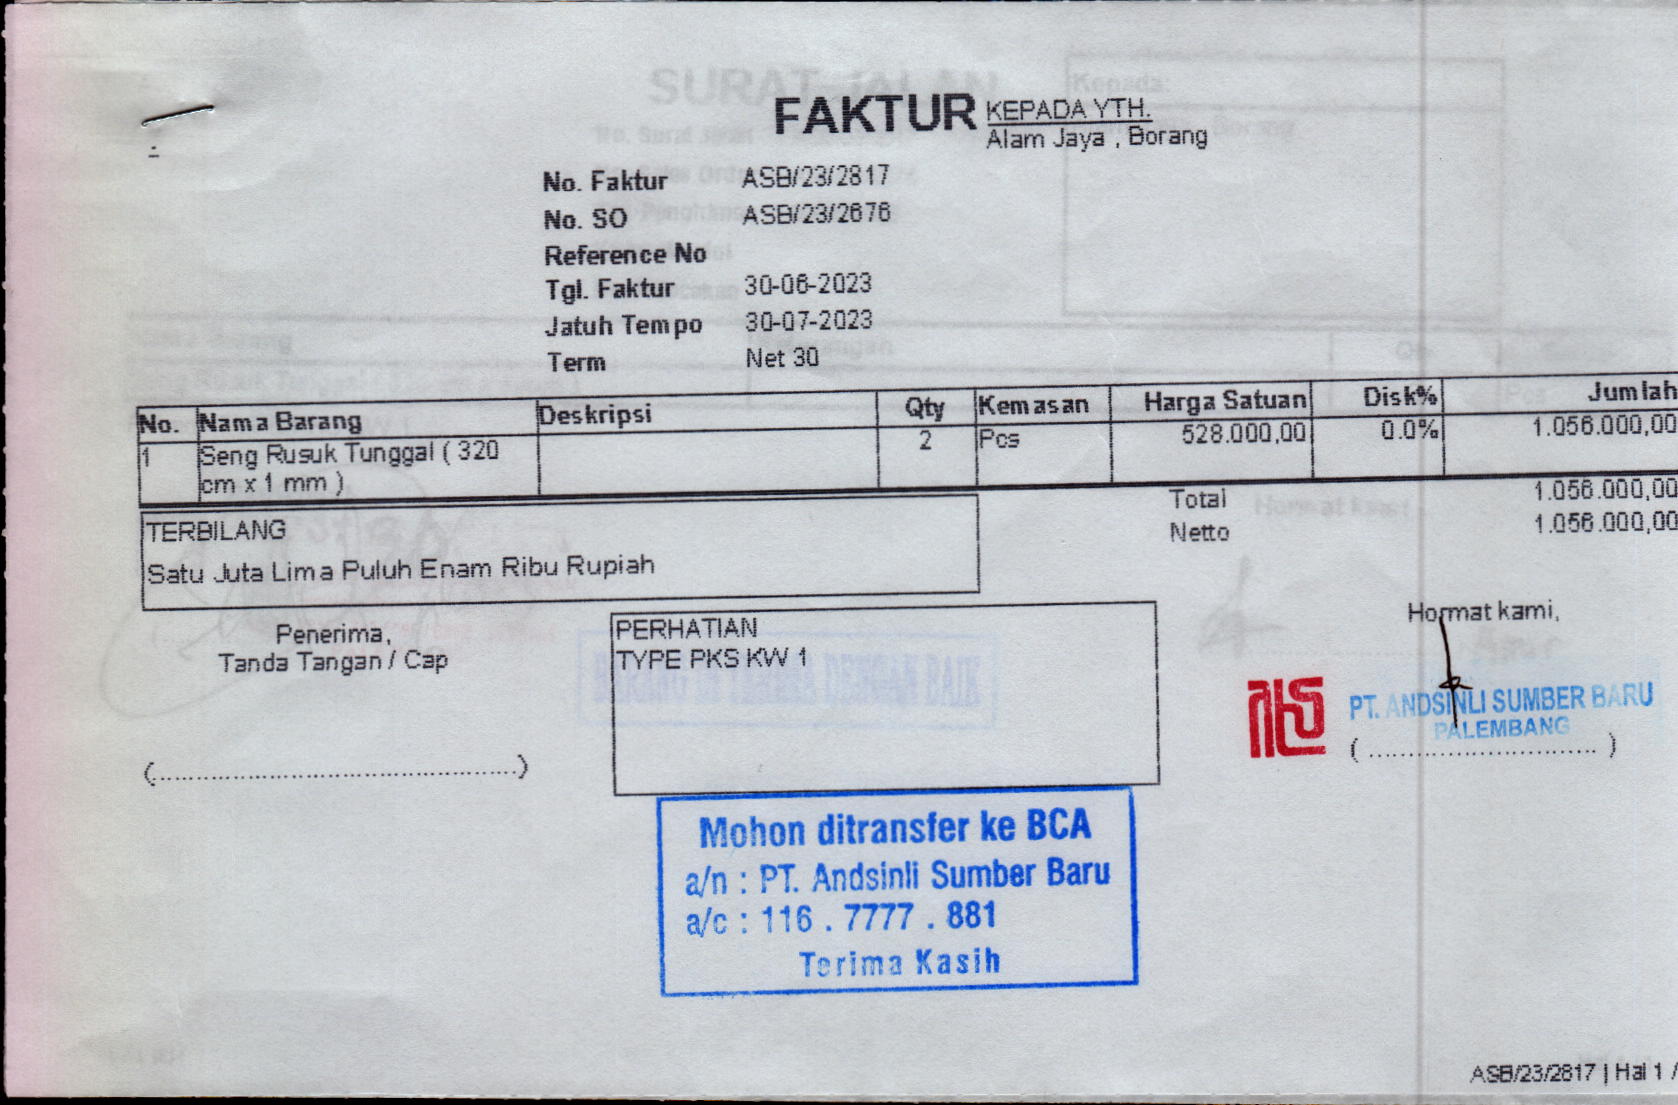 FAKTUR
KEPADA YTH.
Alam Jaya , Borang
No. Faktur ASB/23/2817
No. SO ASB/23/2676
Reference No
Tgl. Faktur 30-06-2023
Jatuh Tempo 30-07-2023
Term Net 30
No. Nama Barang Deskripsi Qty Kemasan Harga Satuan Disk% Jumlah
1 Seng Rusuk Tunggal ( 320 2 Pcs 528.000,00 0.0% 1.056.000,00
cm x 1 mm )
Total 1.056.000,00
Netto 1.056.000,00
TERBILANG
Satu Juta Lima Puluh Enam Ribu Rupiah
Penerima,
Tanda Tangan / Cap
(............................................)
PERHATIAN
TYPE PKS KW 1
Hormat kami,
PT. ANDSINLI SUMBER BARU
PALEMBANG
( ............................ )
Mohon ditransfer ke BCA
a/n : PT. Andsinli Sumber Baru
a/c : 116 . 7777 . 881
Terima Kasih
ASB/23/2817 | Hal 1 /